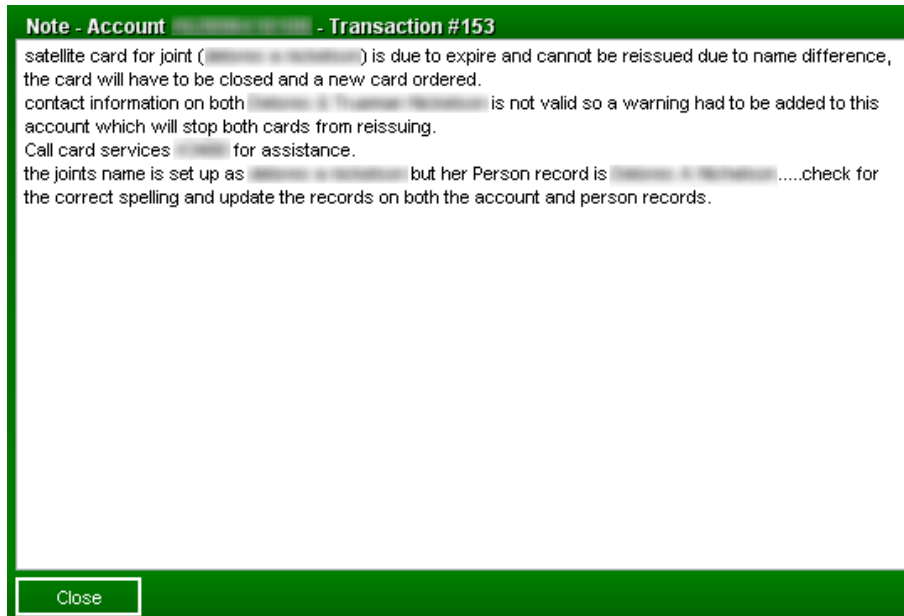 Note - Account - Transaction #153
satellite card for joint ( ) is due to expire and cannot be reissued due to name difference,
the card will have to be closed and a new card ordered.
contact information on both is not valid so a warning had to be added to this
account which will stop both cards from reissuing.
Call card services for assistance.
the joints name is set up as but her Person record is .....check for
the correct spelling and update the records on both the account and person records.
Close